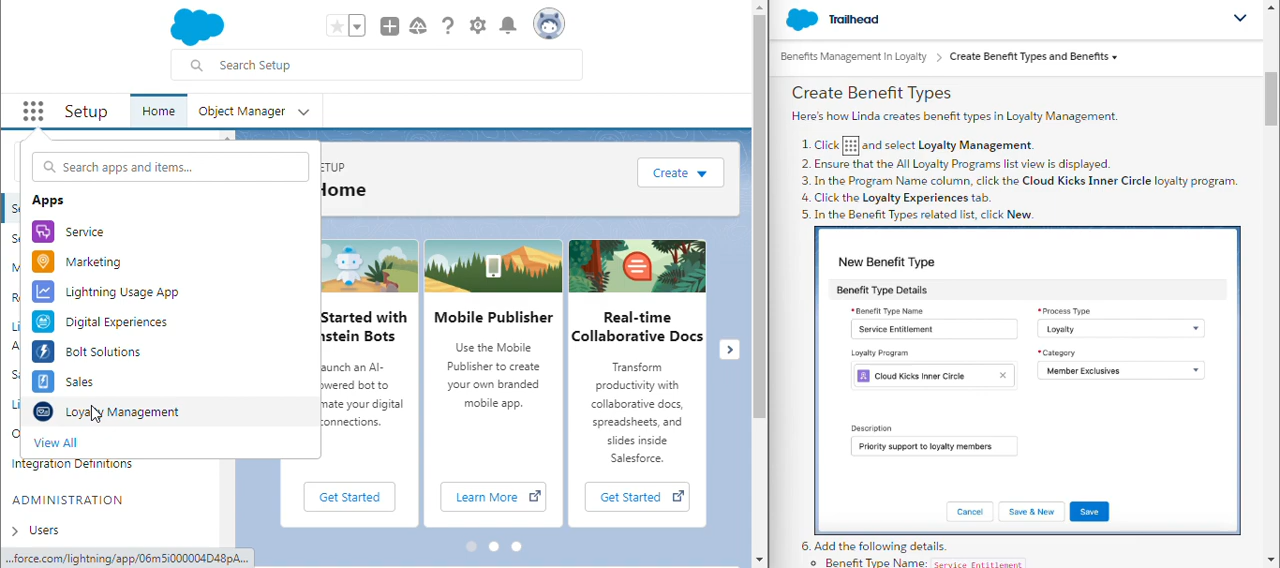 Search Setup
Setup
Home
Object Manager
Search apps and items...
Apps
Service
Marketing
Lightning Usage App
Digital Experiences
Bolt Solutions
Sales
Loyalty Management
View All
Integration Definitions
ADMINISTRATION
Users
...force.com/lightning/app/06m5i000004D48pA...
ETUP
Home
Create
Started with
nstein Bots
aunch an AI-
owered bot to
mate your digital
onnections.
Get Started
Mobile Publisher
Use the Mobile
Publisher to create
your own branded
mobile app.
Learn More
Real-time
Collaborative Docs
Transform
productivity with
collaborative docs,
spreadsheets, and
slides inside
Salesforce.
Get Started
Trailhead
Benefits Management In Loyalty > Create Benefit Types and Benefits
Create Benefit Types
Here's how Linda creates benefit types in Loyalty Management.
1. Click and select Loyalty Management.
2. Ensure that the All Loyalty Programs list view is displayed.
3. In the Program Name column, click the Cloud Kicks Inner Circle loyalty program.
4. Click the Loyalty Experiences tab.
5. In the Benefit Types related list, click New.
New Benefit Type
Benefit Type Details
*Benefit Type Name
Service Entitlement
*Process Type
Loyalty
Loyalty Program
Cloud Kicks Inner Circle
*Category
Member Exclusives
Description
Priority support to loyalty members
Cancel
Save & New
Save
6. Add the following details.
Benefit Type Name: Service Entitlement